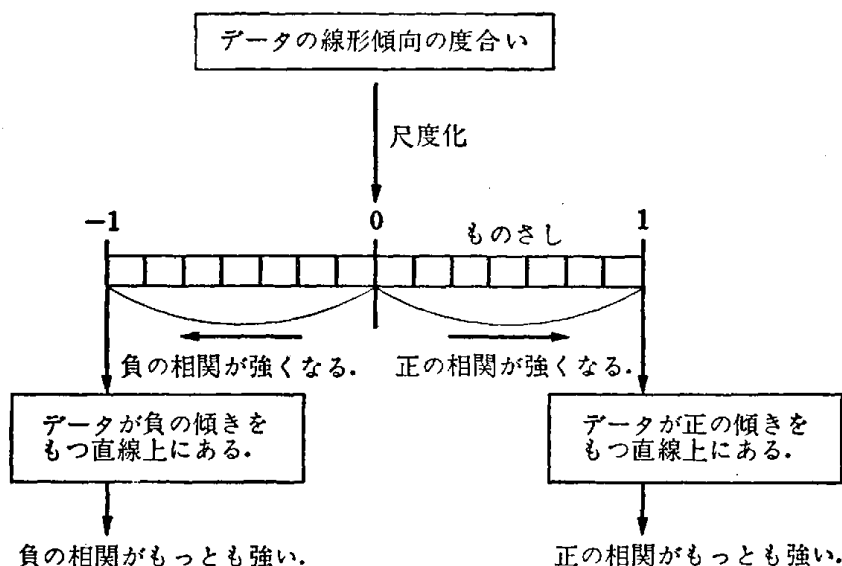 データの線形傾向の度合い
尺度化
−1
0
1
ものさし
負の相関が強くなる.
正の相関が強くなる.
データが負の傾きを
もつ直線上にある.
データが正の傾きを
もつ直線上にある.
負の相関がもっとも強い.
正の相関がもっとも強い.